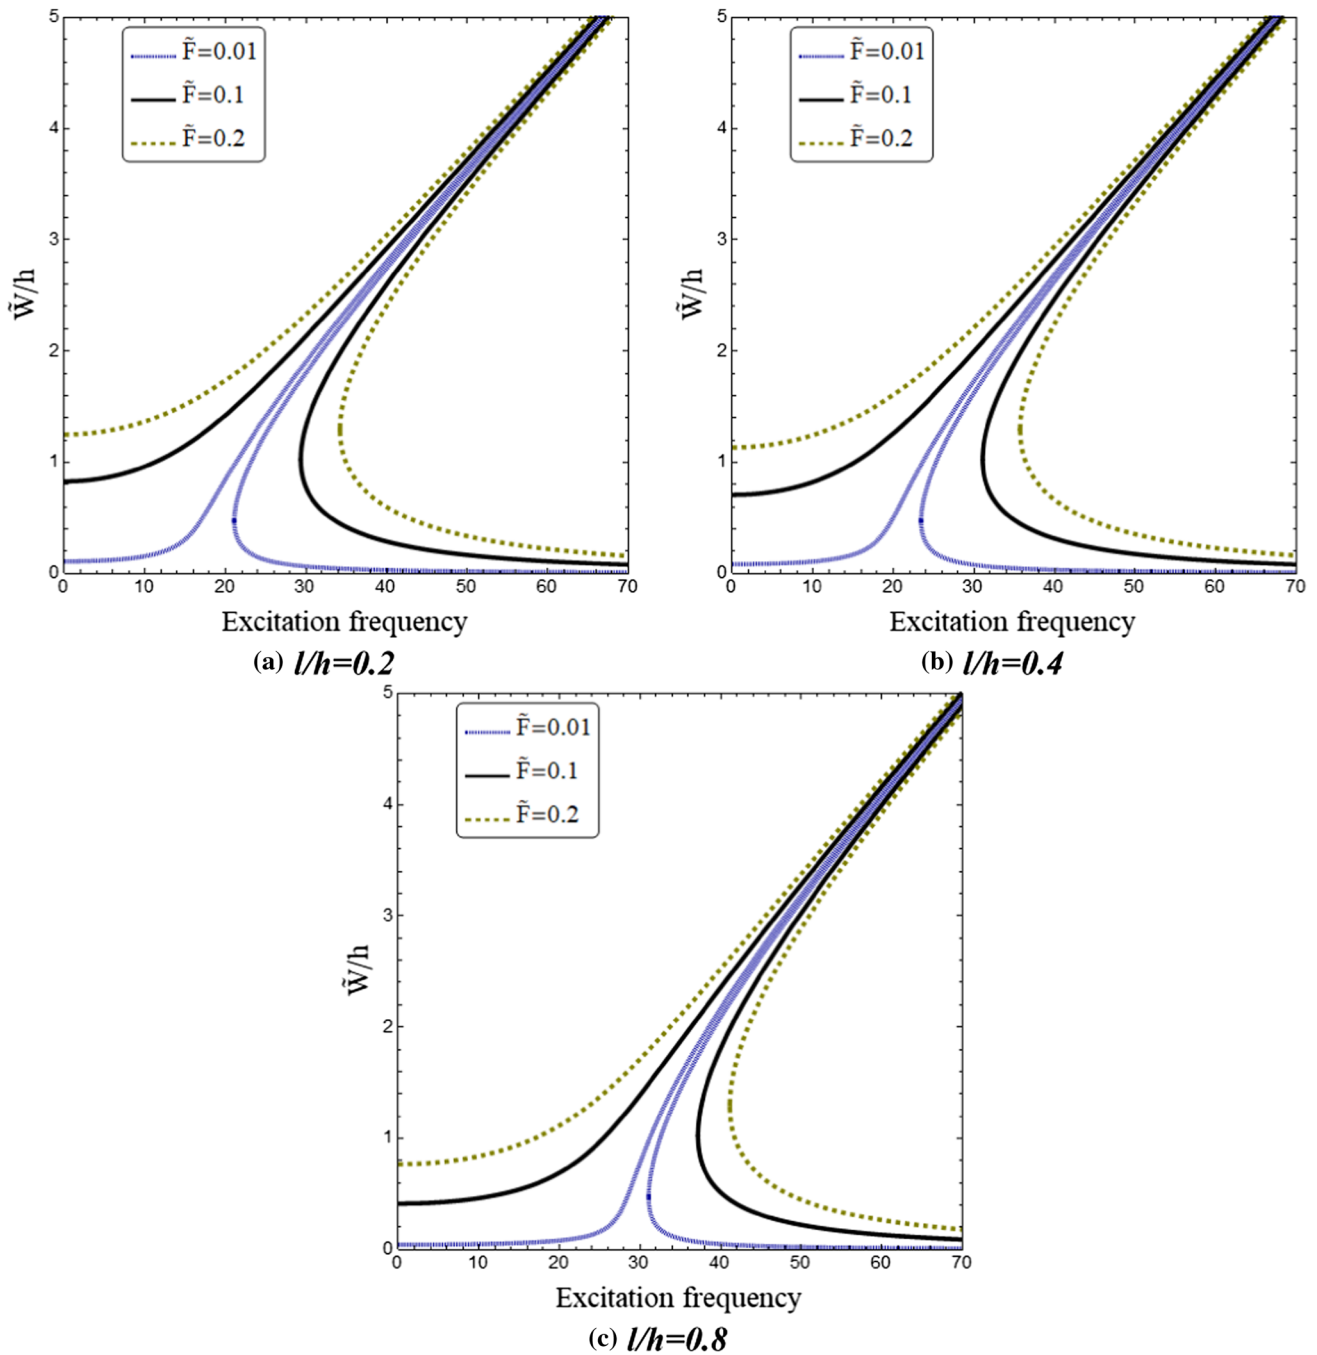 5
4
3
2
1
0
W̃/h
F̃=0.01
F̃=0.1
F̃=0.2
0 10 20 30 40 50 60 70
Excitation frequency
(a) l/h=0.2
5
4
3
2
1
0
W̃/h
F̃=0.01
F̃=0.1
F̃=0.2
0 10 20 30 40 50 60 70
Excitation frequency
(b) l/h=0.4
5
4
3
2
1
0
W̃/h
F̃=0.01
F̃=0.1
F̃=0.2
0 10 20 30 40 50 60 70
Excitation frequency
(c) l/h=0.8